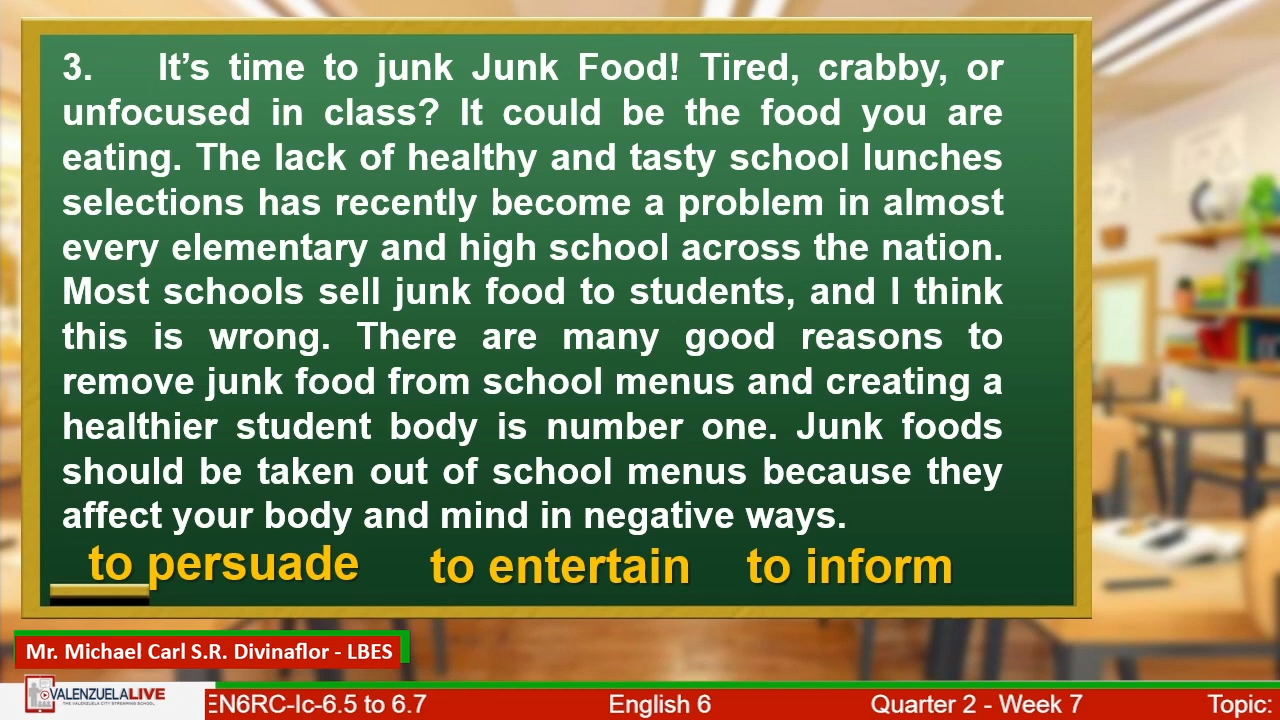 3. It’s time to junk Junk Food! Tired, crabby, or
unfocused in class? It could be the food you are
eating. The lack of healthy and tasty school lunches
selections has recently become a problem in almost
every elementary and high school across the nation.
Most schools sell junk food to students, and I think
this is wrong. There are many good reasons to
remove junk food from school menus and creating a
healthier student body is number one. Junk foods
should be taken out of school menus because they
affect your body and mind in negative ways.
to persuade to entertain to inform
Mr. Michael Carl S.R. Divinaflor - LBES
VALENZUELALIVE
THE VALENZUELA CITY STREAMING SCHOOL
EN6RC-Ic-6.5 to 6.7 English 6 Quarter 2 - Week 7 Topic: